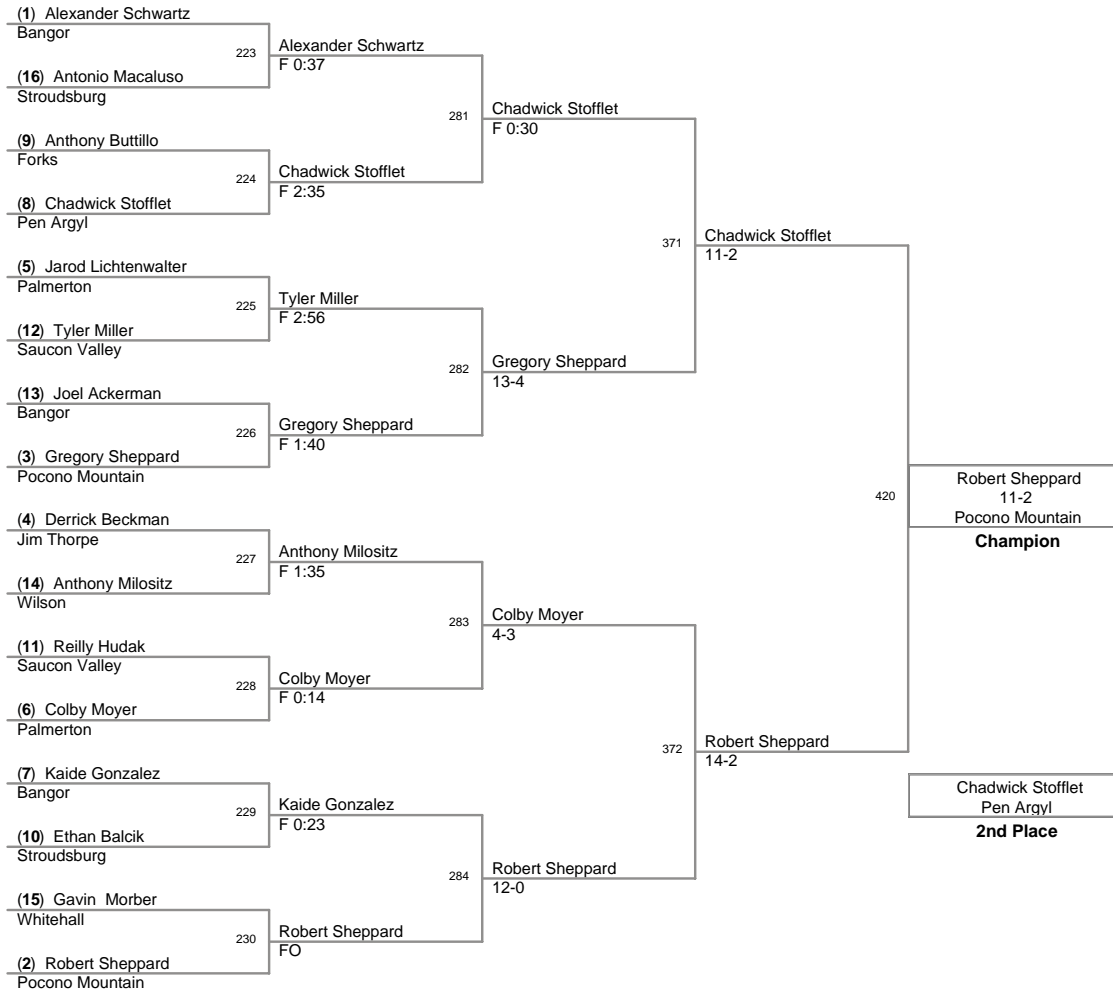 (1) Alexander Schwartz
Bangor
223
(16) Antonio Macaluso
Stroudsburg
Alexander Schwartz
F 0:37
281
(9) Anthony Buttillo
Forks
224
(8) Chadwick Stofflet
Pen Argyl
Chadwick Stofflet
F 2:35
Chadwick Stofflet
F 0:30
371
(5) Jarod Lichtenwalter
Palmerton
225
(12) Tyler Miller
Saucon Valley
Tyler Miller
F 2:56
282
(13) Joel Ackerman
Bangor
226
(3) Gregory Sheppard
Pocono Mountain
Gregory Sheppard
F 1:40
Gregory Sheppard
13-4
Chadwick Stofflet
11-2
420
(4) Derrick Beckman
Jim Thorpe
227
(14) Anthony Milositz
Wilson
Anthony Milositz
F 1:35
283
(11) Reilly Hudak
Saucon Valley
228
(6) Colby Moyer
Palmerton
Colby Moyer
F 0:14
Colby Moyer
4-3
372
(7) Kaide Gonzalez
Bangor
229
(10) Ethan Balcik
Stroudsburg
Kaide Gonzalez
F 0:23
284
(15) Gavin Morber
Whitehall
230
(2) Robert Sheppard
Pocono Mountain
Robert Sheppard
FO
Robert Sheppard
12-0
Robert Sheppard
14-2
Robert Sheppard
11-2
Pocono Mountain
Champion
Chadwick Stofflet
Pen Argyl
2nd Place